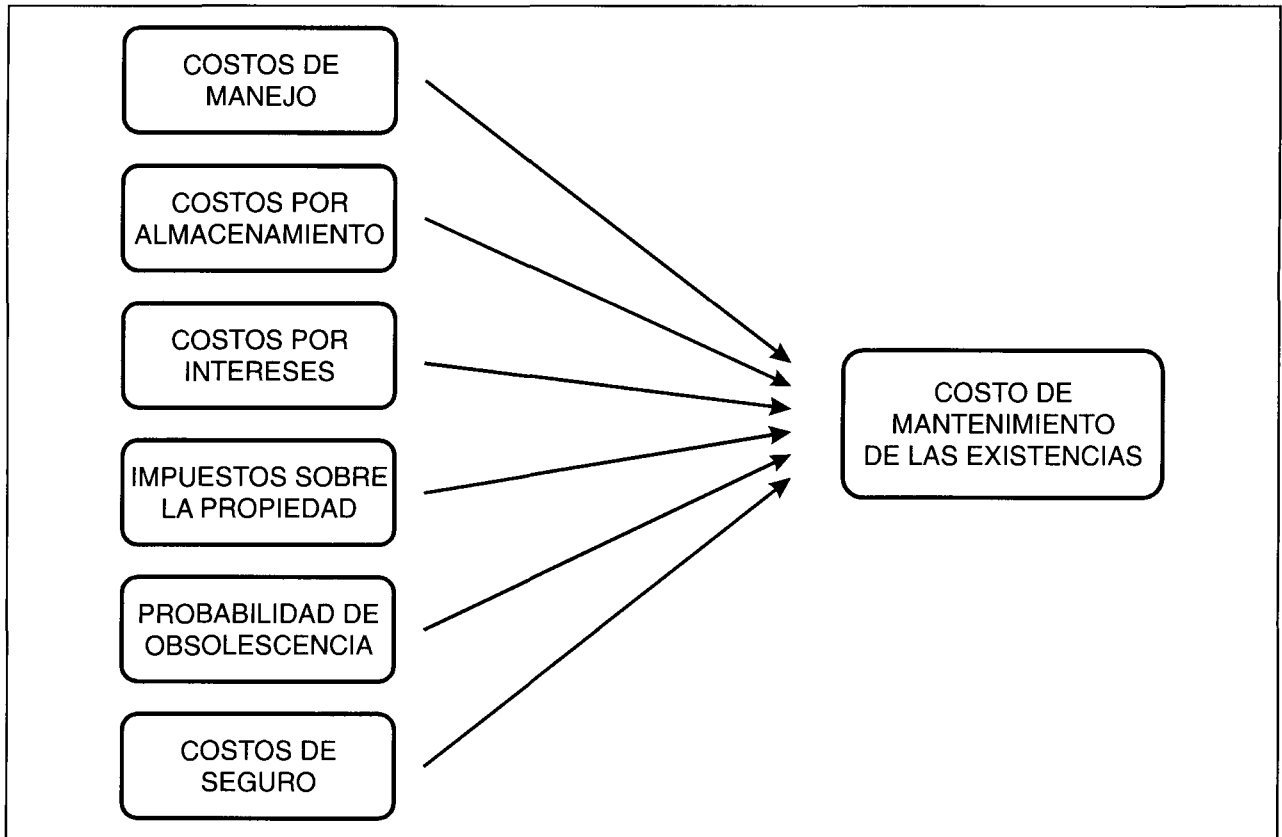 COSTOS DE
MANEJO
COSTOS POR
ALMACENAMIENTO
COSTOS POR
INTERESES
IMPUESTOS SOBRE
LA PROPIEDAD
PROBABILIDAD DE
OBSOLESCENCIA
COSTOS DE
SEGURO
COSTO DE
MANTENIMIENTO
DE LAS EXISTENCIAS